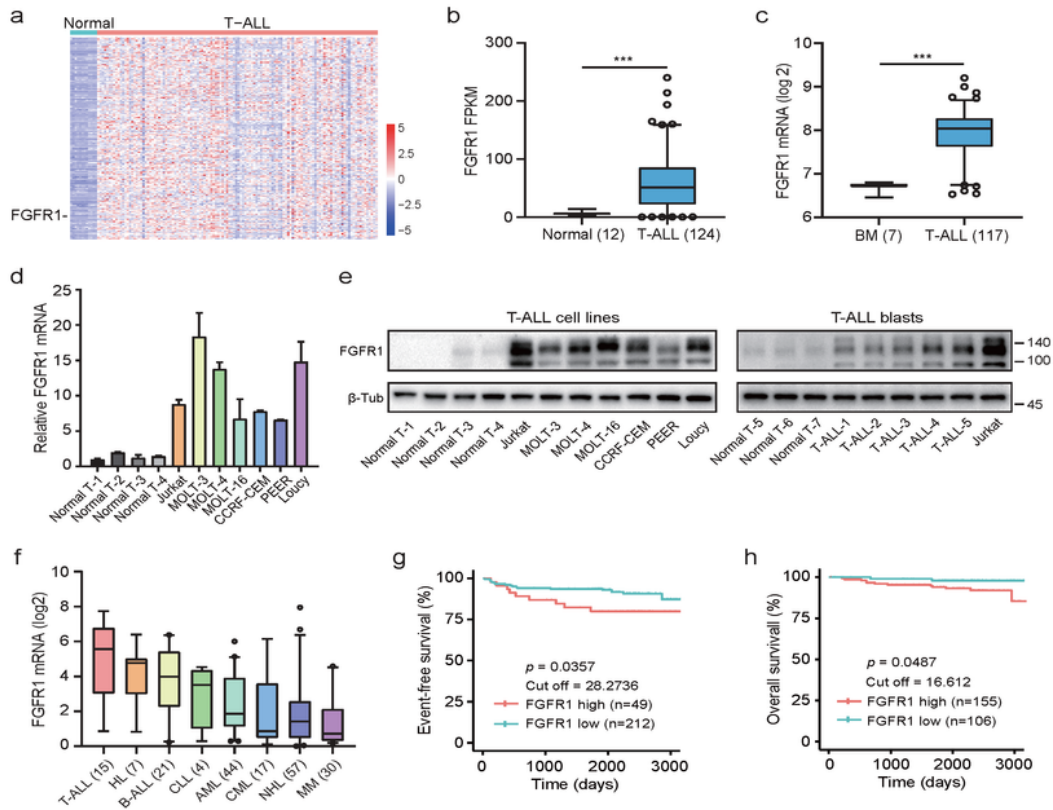 a
Normal
T-ALL
FGFR1-
5
2.5
0
-2.5
-5
b
FGFR1 FPKM
300
200
100
0
***
Normal (12)
T-ALL (124)
c
FGFR1 mRNA (log 2)
10
9
8
7
6
***
BM (7)
T-ALL (117)
d
Relative FGFR1 mRNA
25
20
15
10
5
0
Normal T-1
Normal T-2
Normal T-3
Normal T-4
Jurkat
MOLT-3
MOLT-4
MOLT-16
CCRF-CEM
PEER
Loucy
e
T-ALL cell lines
T-ALL blasts
FGFR1
β-Tub
140
100
45
Normal T-1
Normal T-2
Normal T-3
Normal T-4
Jurkat
MOLT-3
MOLT-4
MOLT-16
CCRF-CEM
PEER
Loucy
Normal T-5
Normal T-6
Normal T-7
T-ALL-1
T-ALL-2
T-ALL-3
T-ALL-4
T-ALL-5
Jurkat
f
FGFR1 mRNA (log2)
8
6
4
2
0
T-ALL (15)
HL (7)
B-ALL (21)
CLL (4)
AML (44)
CML (17)
NHL (57)
MM (30)
g
Event-free survival (%)
100
75
50
25
0
p = 0.0357
Cut off = 28.2736
FGFR1 high (n=49)
FGFR1 low (n=212)
0
1000
2000
3000
Time (days)
h
Overall survivall (%)
100
75
50
25
0
p = 0.0487
Cut off = 16.612
FGFR1 high (n=155)
FGFR1 low (n=106)
0
1000
2000
3000
Time (days)